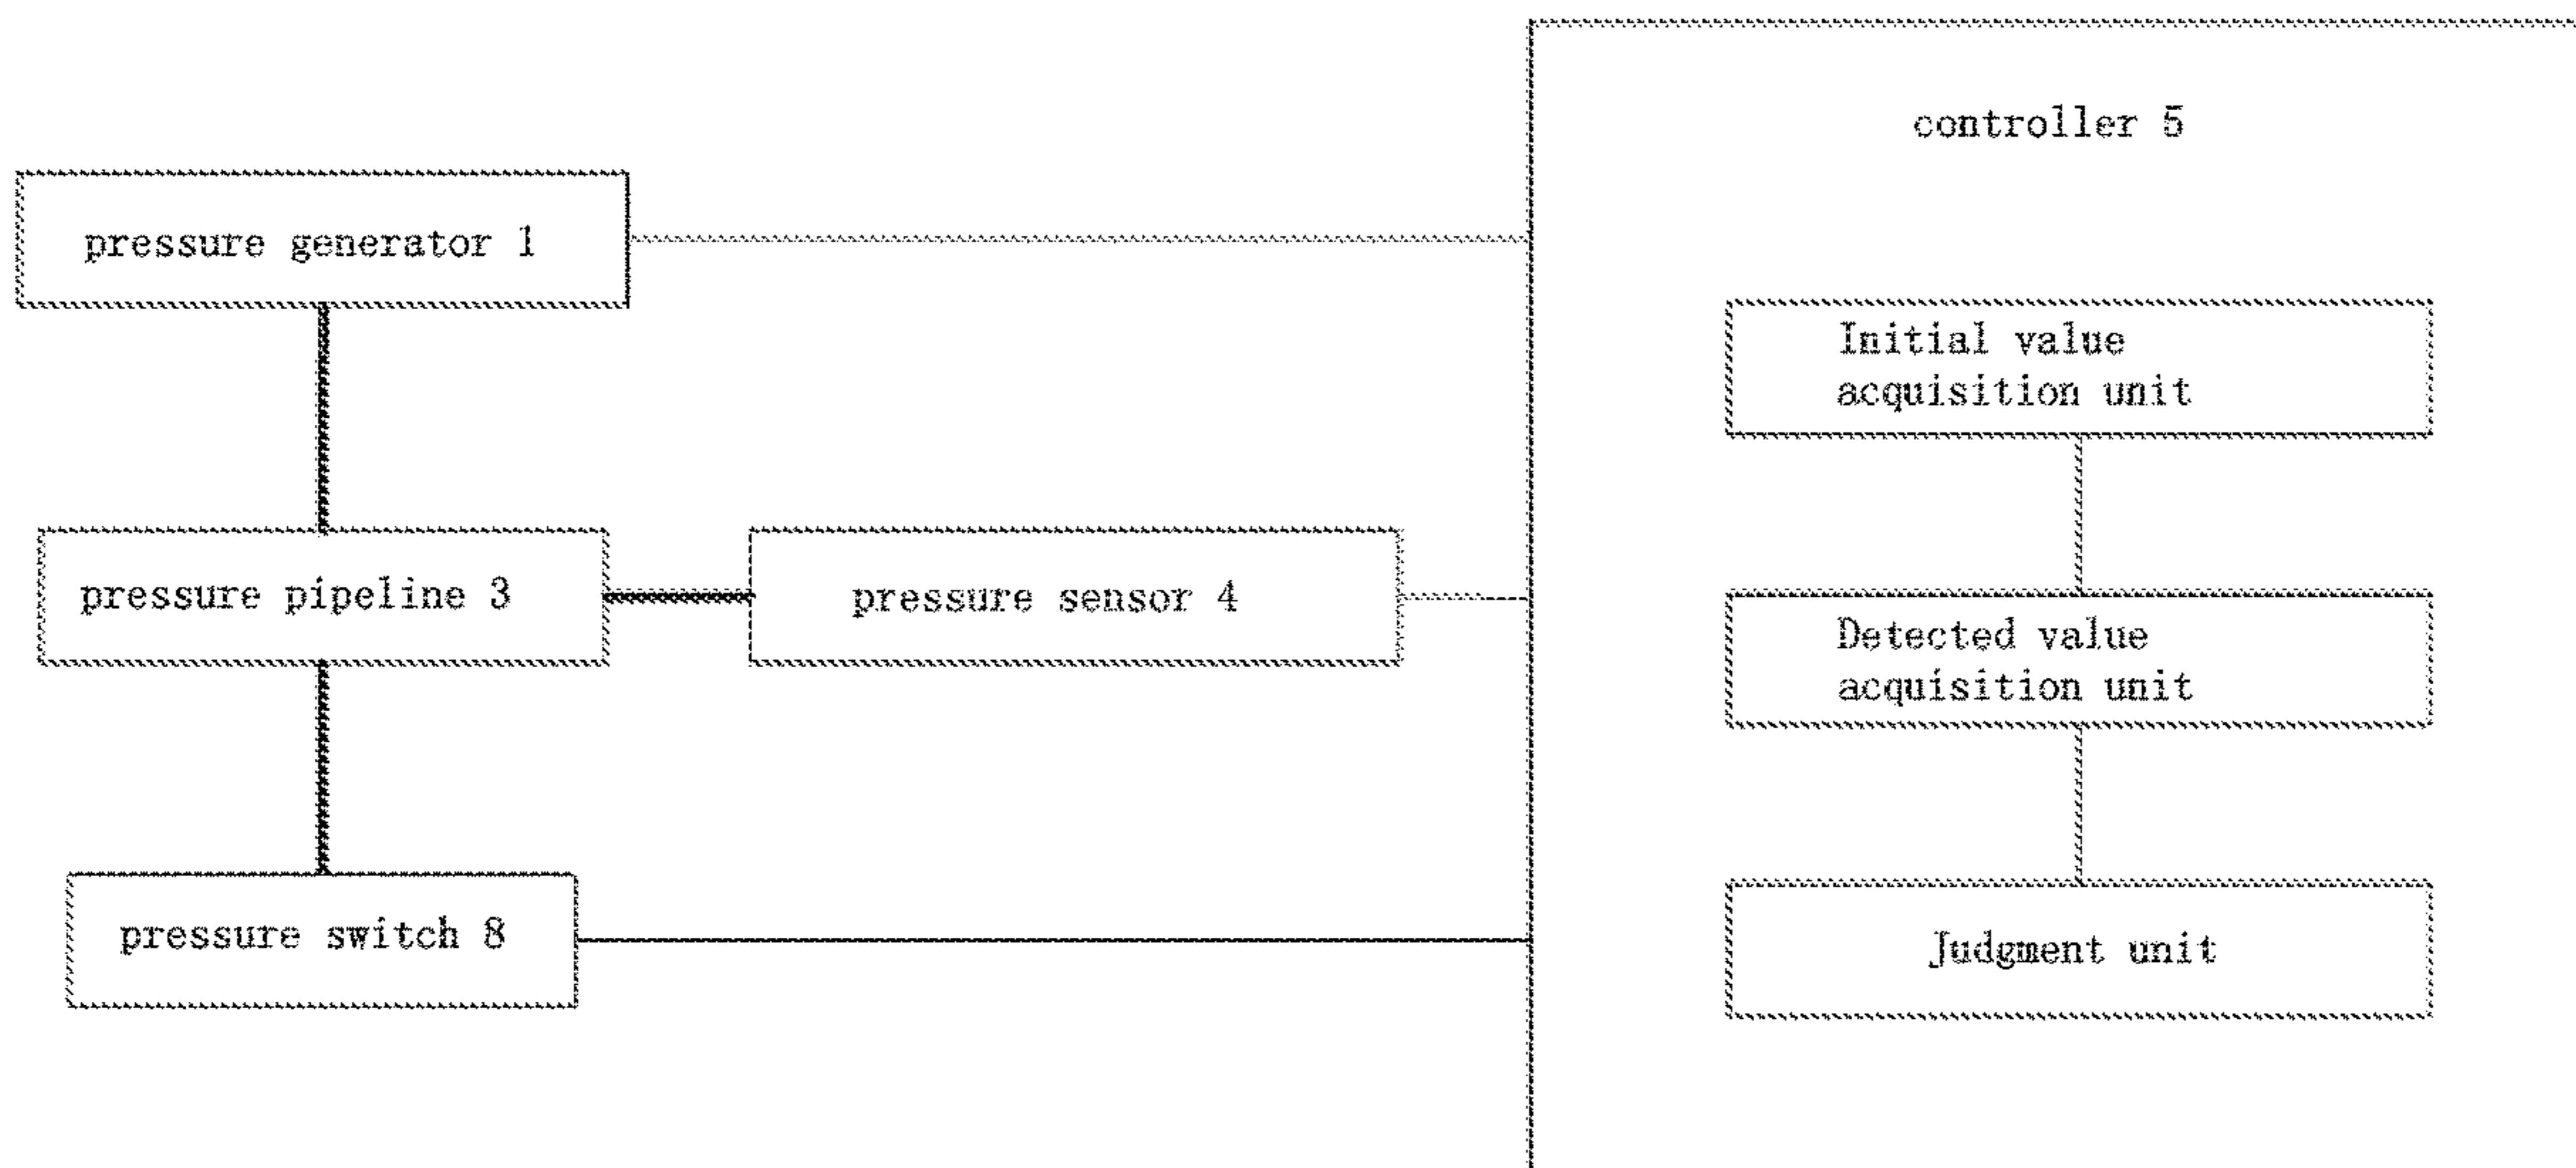 controller 5
pressure generator 1
Initial value
acquisition unit
pressure pipeline 3
pressure sensor 4
Detected value
acquisition unit
pressure switch 8
Judgment unit